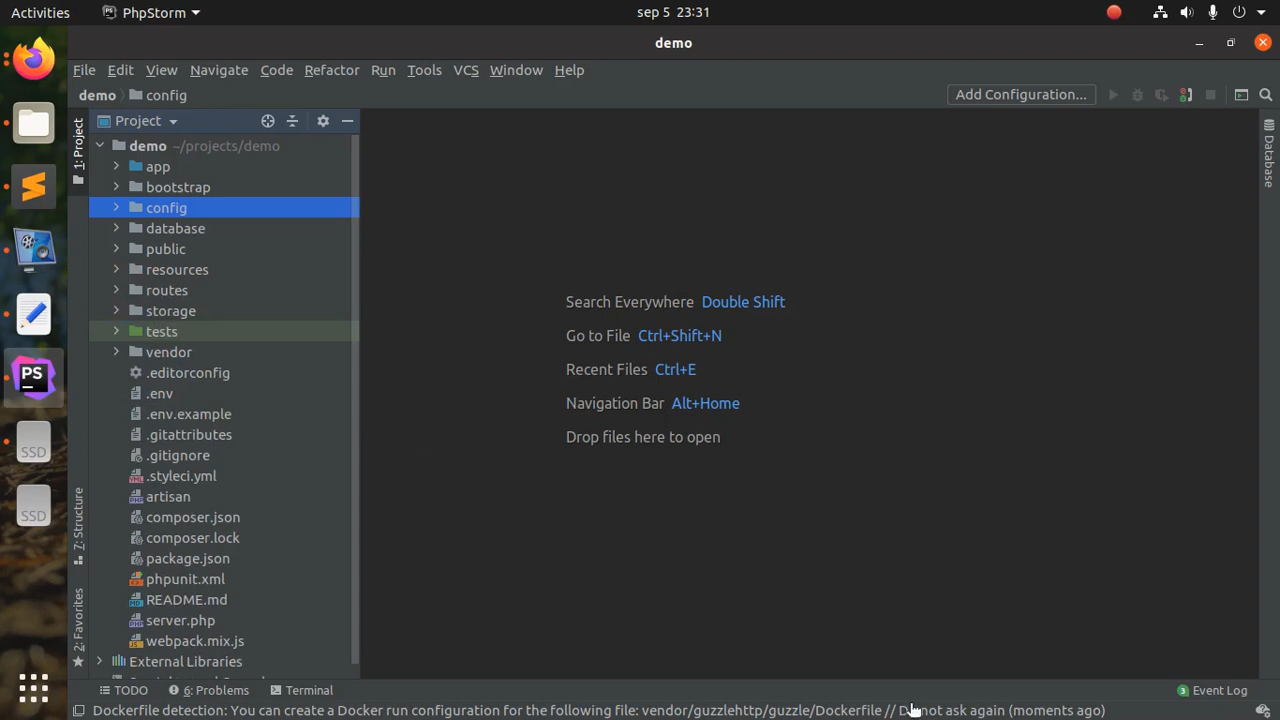 Activities
PhpStorm
sep 5 23:31
demo
File Edit View Navigate Code Refactor Run Tools VCS Window Help
demo config
Add Configuration...
1: Project
Project
Database
demo ~/projects/demo
app
bootstrap
config
database
public
resources
routes
storage
tests
vendor
.editorconfig
.env
.env.example
.gitattributes
.gitignore
.styleci.yml
artisan
composer.json
composer.lock
package.json
phpunit.xml
README.md
server.php
webpack.mix.js
External Libraries
Search Everywhere Double Shift
Go to File Ctrl+Shift+N
Recent Files Ctrl+E
Navigation Bar Alt+Home
Drop files here to open
PS
SSD
SSD
7: Structure
2: Favorites
TODO
6: Problems
Terminal
3 Event Log
Dockerfile detection: You can create a Docker run configuration for the following file: vendor/guzzlehttp/guzzle/Dockerfile // not ask again (moments ago)